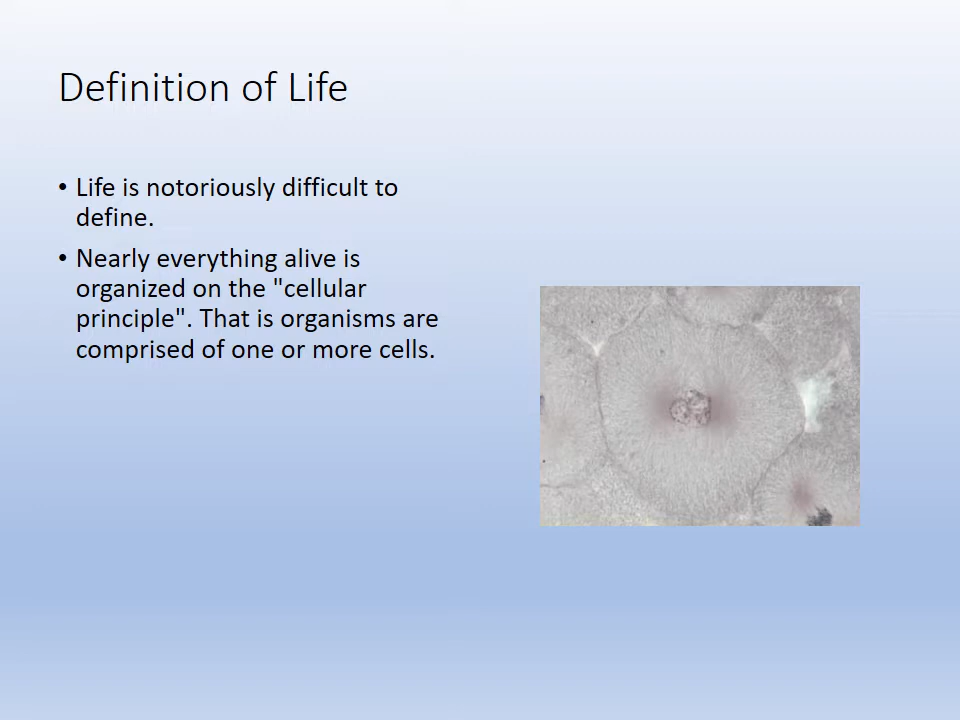 Definition of Life
• Life is notoriously difficult to
define.
• Nearly everything alive is
organized on the "cellular
principle". That is organisms are
comprised of one or more cells.